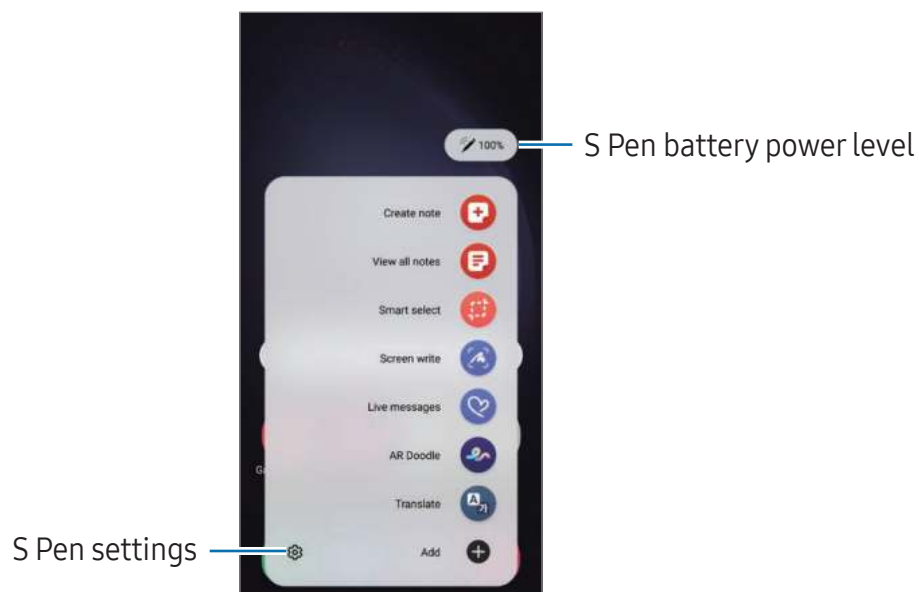 100%
S Pen battery power level
Create note
View all notes
Smart select
Screen write
Live messages
AR Doodle
Translate
A 가
S Pen settings
Add